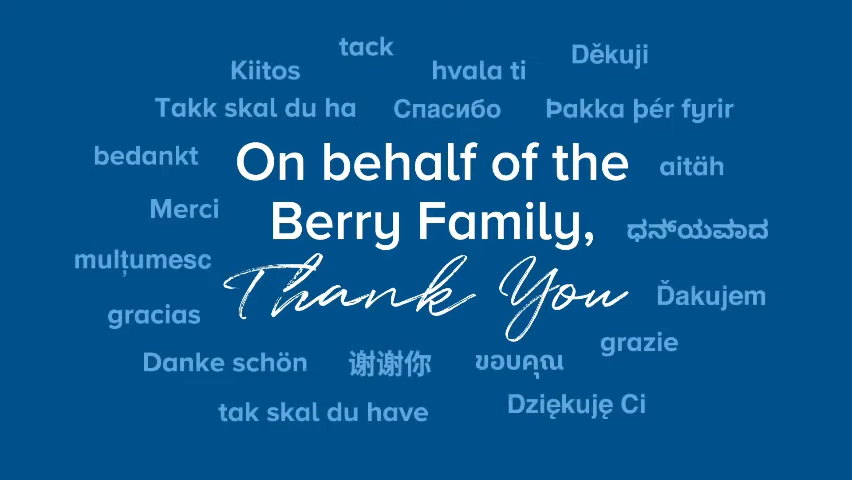 tack
Kiitos
hvala ti
Děkuji
Takk skal du ha
Спасибо
Þakka þér fyrir
bedankt
On behalf of the
aitäh
Merci
Berry Family,
ಧನ್ಯವಾದ
mulțumesc
Thank You
Ďakujem
gracias
grazie
Danke schön
谢谢你
ขอบคุณ
tak skal du have
Dziękuję Ci